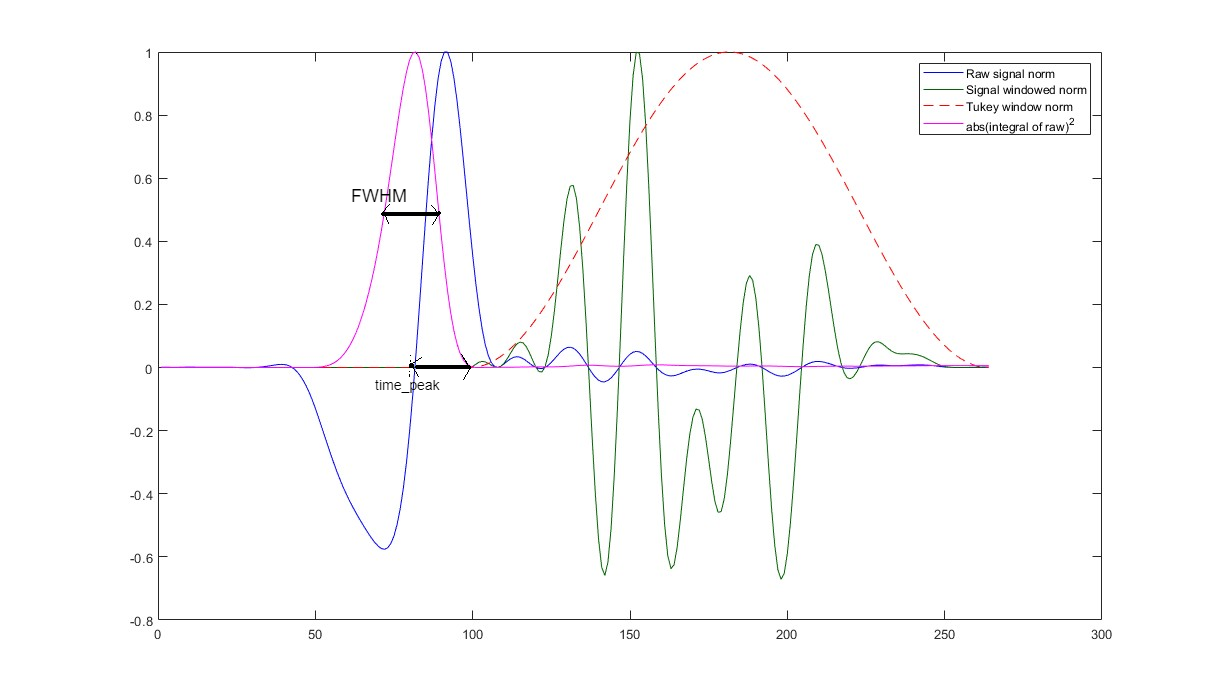 1
0.8
0.6
0.4
0.2
0
-0.2
-0.4
-0.6
-0.8
0
50
100
150
200
250
300
FWHM
time_peak
Raw signal norm
Signal windowed norm
Tukey window norm
abs(integral of raw)²